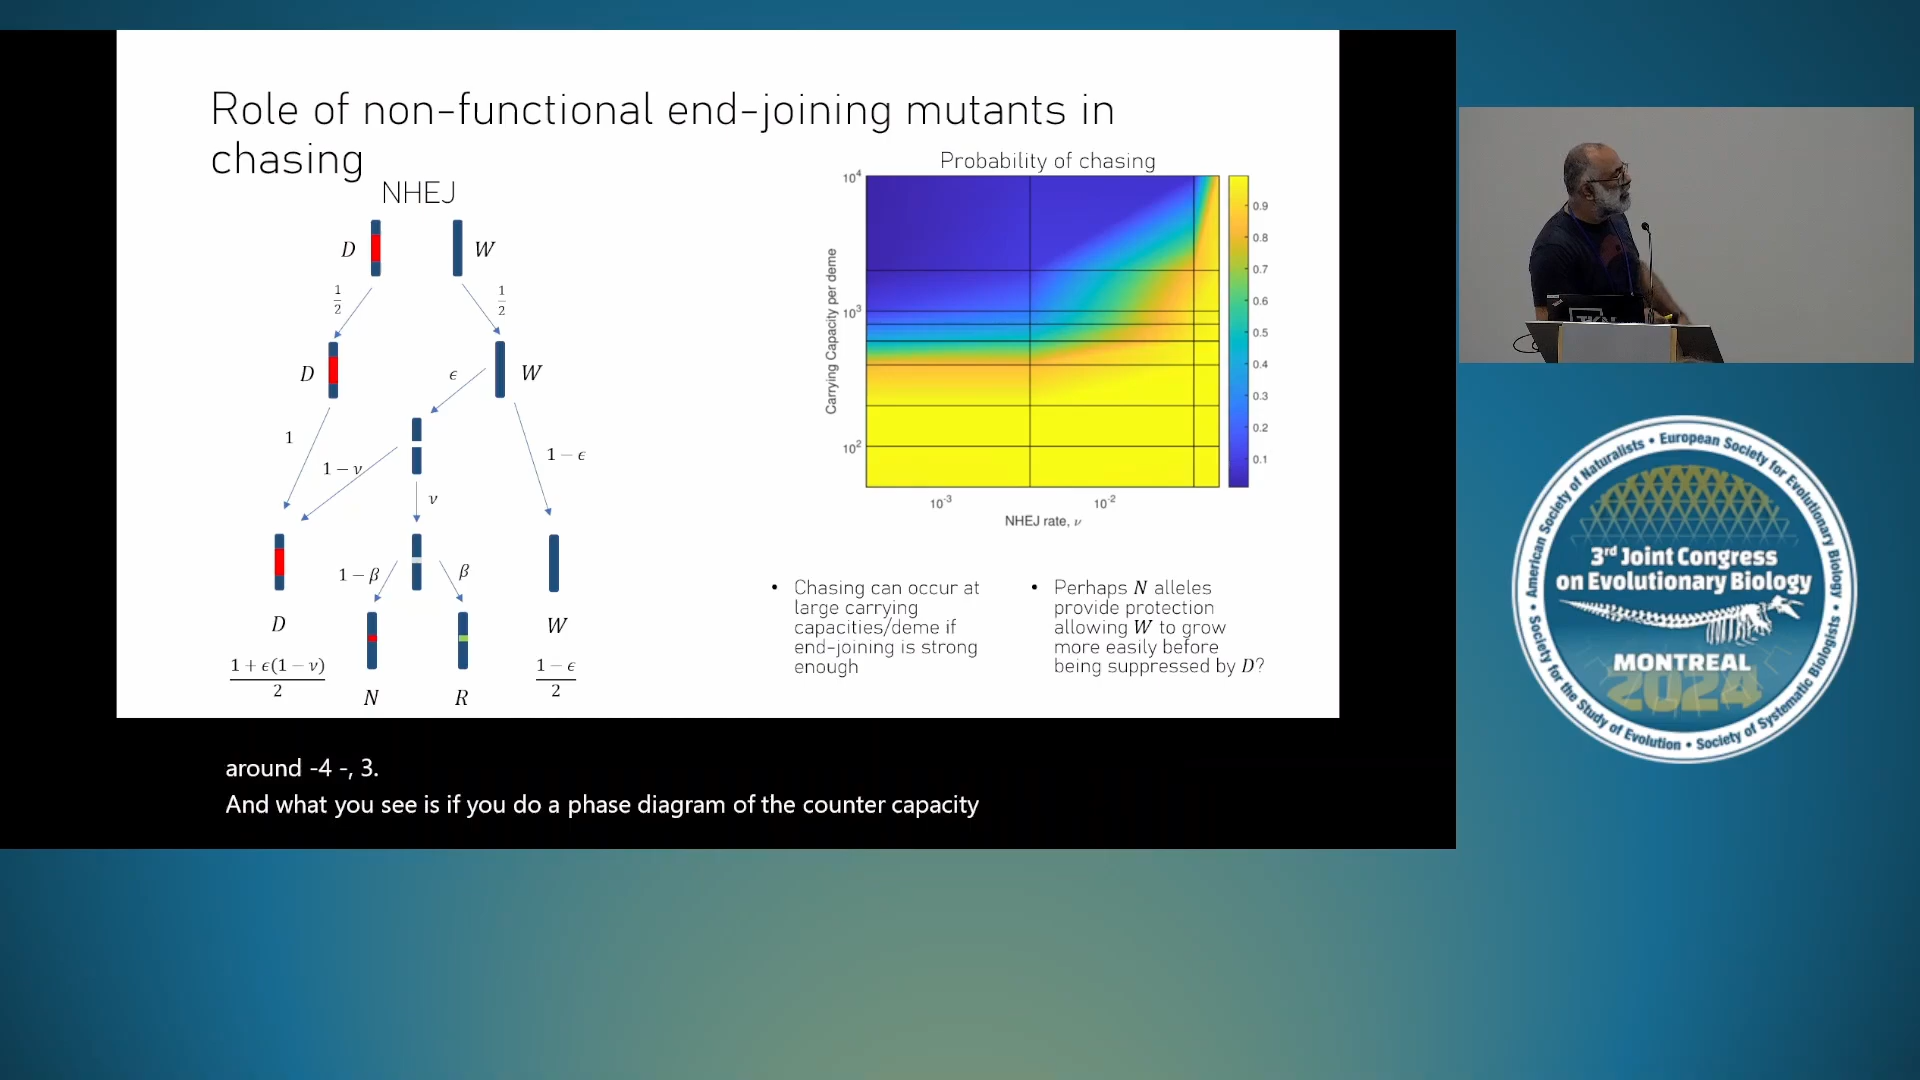 Role of non-functional end-joining mutants in
chasing
NHEJ
D
W
1/2
1/2
D
W
ϵ
1
1 − ν
1 − ϵ
ν
1 − β
β
D
W
(1 + ϵ(1 − ν))/2
N
R
(1 − ϵ)/2
Probability of chasing
Carrying Capacity per deme
10^4
10^3
10^2
10^-3
10^-2
NHEJ rate, ν
0.9
0.8
0.7
0.6
0.5
0.4
0.3
0.2
0.1
• Chasing can occur at
large carrying
capacities/deme if
end-joining is strong
enough
• Perhaps N alleles
provide protection
allowing W to grow
more easily before
being suppressed by D?
around -4 -, 3.
And what you see is if you do a phase diagram of the counter capacity
American Society of Naturalists • European Society for Evolutionary Biology •
Society for the Study of Evolution • Society of Systematic Biologists •
3rd Joint Congress
on Evolutionary Biology
MONTREAL
2024